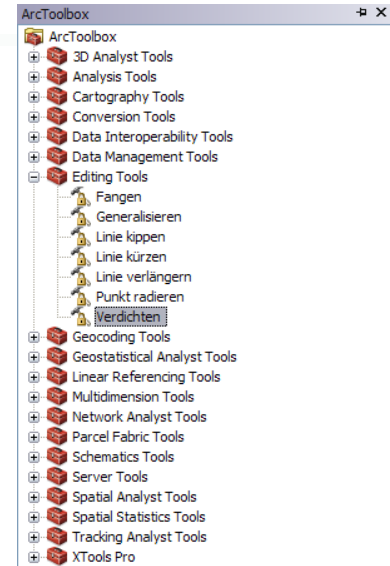 ArcToolbox
ArcToolbox
3D Analyst Tools
Analysis Tools
Cartography Tools
Conversion Tools
Data Interoperability Tools
Data Management Tools
Editing Tools
Fangen
Generalisieren
Linie kippen
Linie kürzen
Linie verlängern
Punkt radieren
Verdichten
Geocoding Tools
Geostatistical Analyst Tools
Linear Referencing Tools
Multidimension Tools
Network Analyst Tools
Parcel Fabric Tools
Schematics Tools
Server Tools
Spatial Analyst Tools
Spatial Statistics Tools
Tracking Analyst Tools
XTools Pro